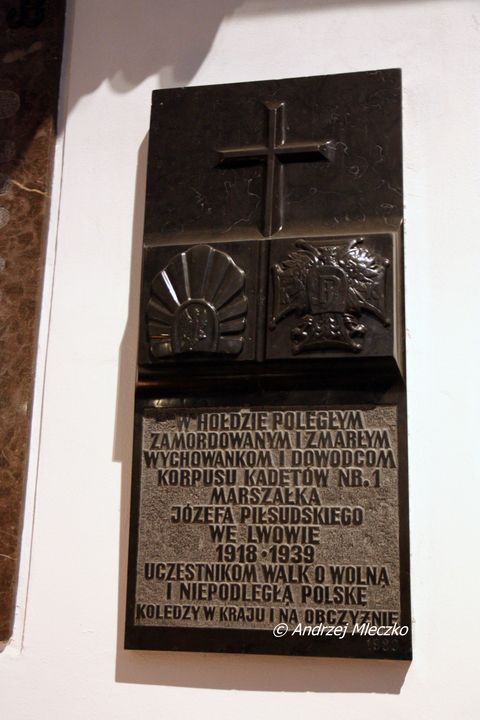 W HOŁDZIE POLEGŁYM
ZAMORDOWANYM I ZMARŁYM
WYCHOWANKOM I DOWÓDCOM
KORPUSU KADETÓW NR.1
MARSZAŁKA
JÓZEFA PIŁSUDSKIEGO
WE LWOWIE
1918 • 1939
UCZESTNIKOM WALK O WOLNĄ
I NIEPODLEGŁĄ POLSKĘ
KOLEDZY W KRAJU I NA OBCZYŹNIE
© Andrzej Mleczko